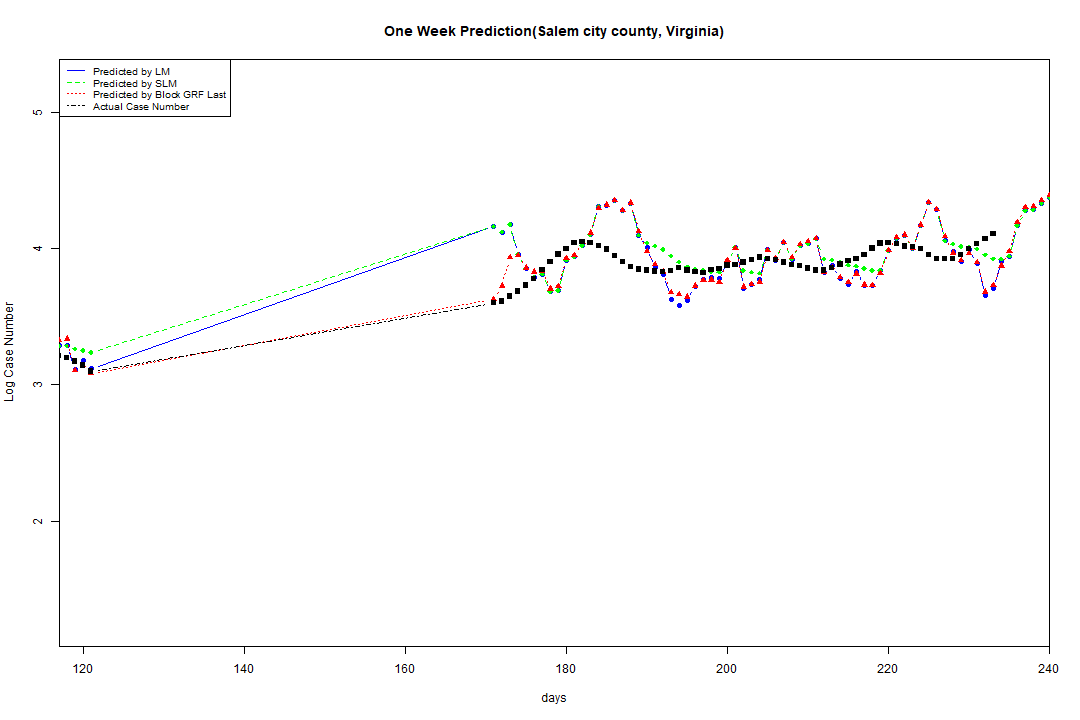 One Week Prediction(Salem city county, Virginia)
Predicted by LM
Predicted by SLM
Predicted by Block GRF Last
Actual Case Number
5
4
3
2
Log Case Number
120 140 160 180 200 220 240
days